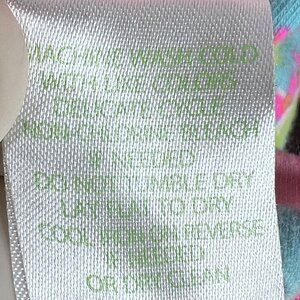 MACHINE WASH COLD
WITH LIKE COLORS
DELICATE CYCLE
NON-CHLORINE BLEACH
IF NEEDED
DO NOT TUMBLE DRY
LAY FLAT TO DRY
COOL IRON ON REVERSE
IF NEEDED
OR DRY CLEAN